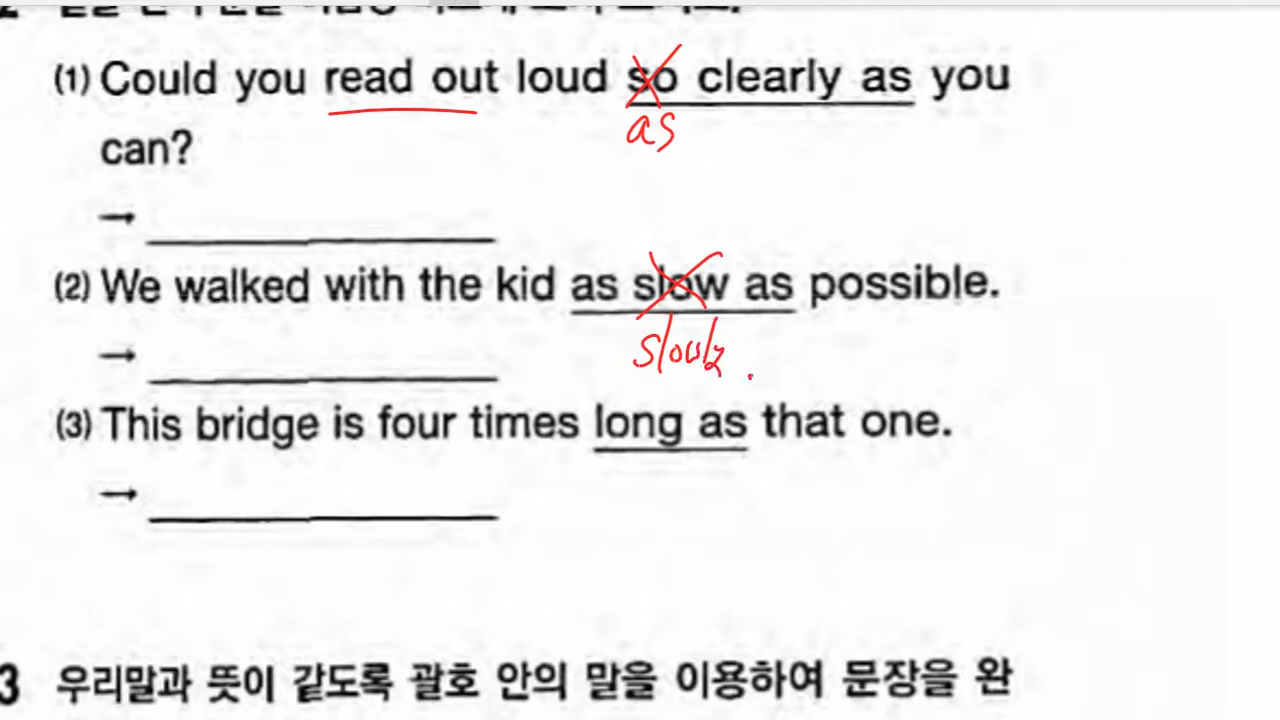 (1) Could you read out loud so clearly as you
as
can?
→
(2) We walked with the kid as slow as possible.
slowly.
→
(3) This bridge is four times long as that one.
→
3 우리말과 뜻이 같도록 괄호 안의 말을 이용하여 문장을 완